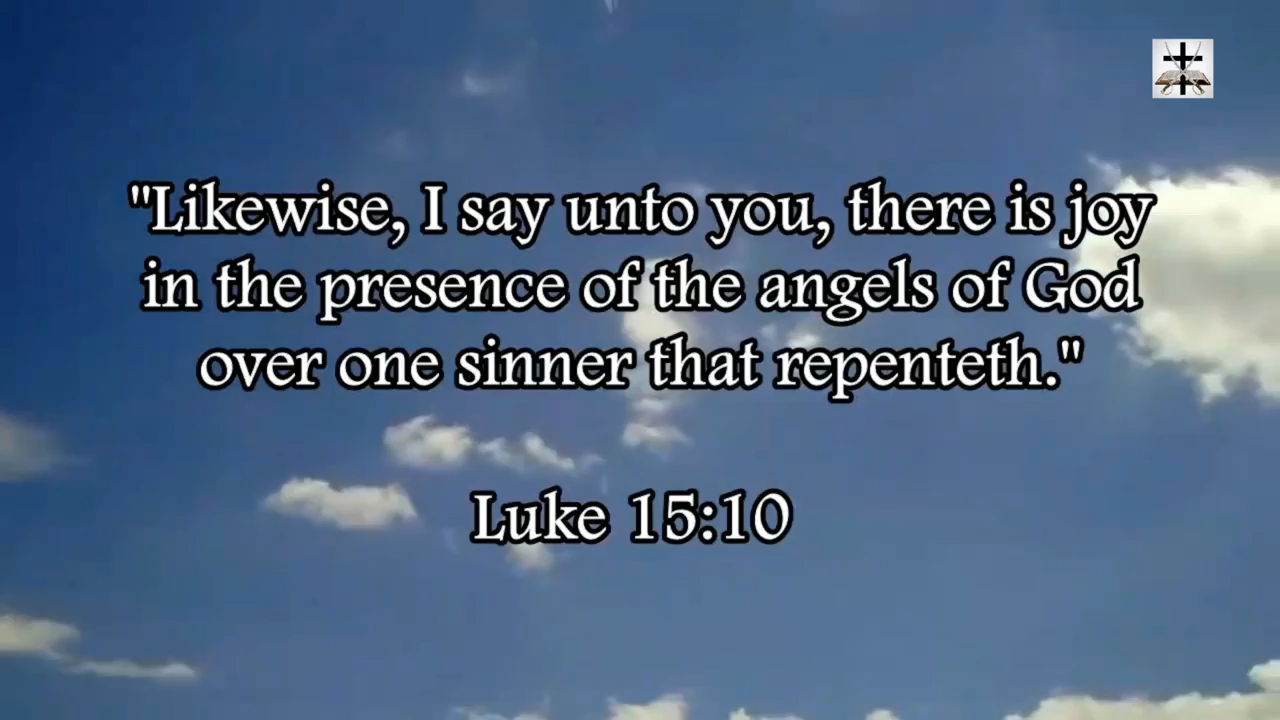 "Likewise, I say unto you, there is joy
in the presence of the angels of God
over one sinner that repenteth."
Luke 15:10